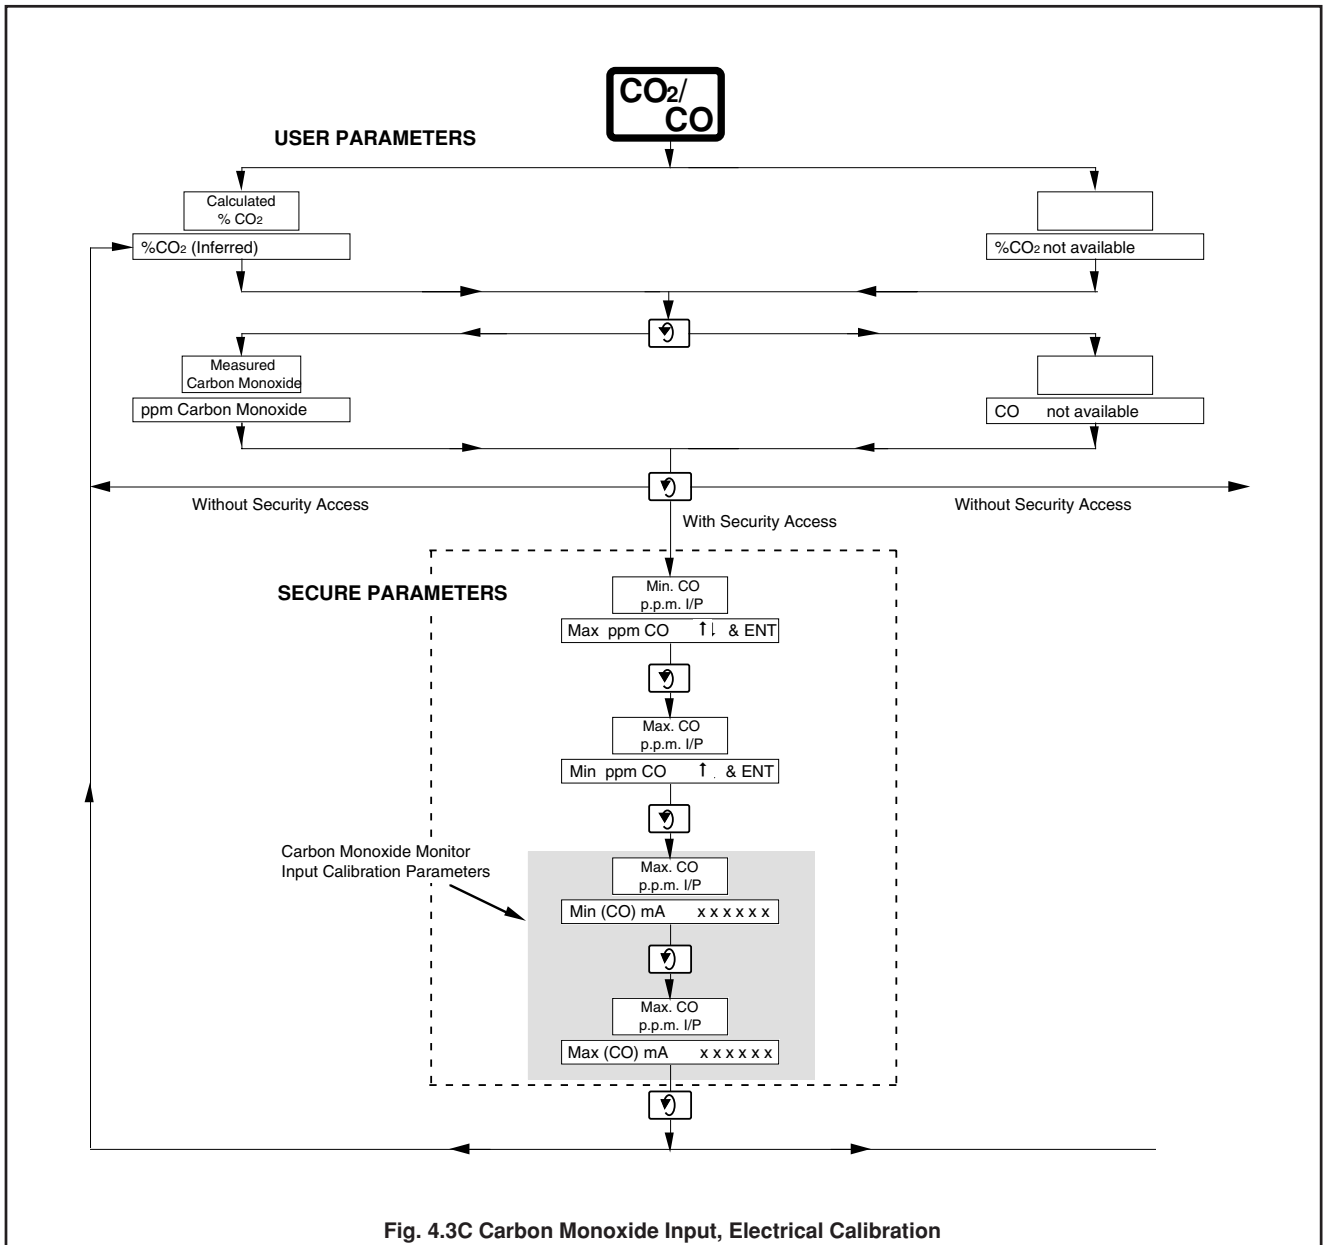 CO2/
CO
USER PARAMETERS
Calculated
% CO2
%CO2 (Inferred)
%CO2 not available
Measured
Carbon Monoxide
ppm Carbon Monoxide
CO not available
Without Security Access
Without Security Access
With Security Access
SECURE PARAMETERS
Min. CO
p.p.m. I/P
Max ppm CO ↑↓ & ENT
Max. CO
p.p.m. I/P
Min ppm CO ↑ & ENT
Carbon Monoxide Monitor
Input Calibration Parameters
Max. CO
p.p.m. I/P
Min (CO) mA x x x x x x
Max. CO
p.p.m. I/P
Max (CO) mA x x x x x x
Fig. 4.3C Carbon Monoxide Input, Electrical Calibration